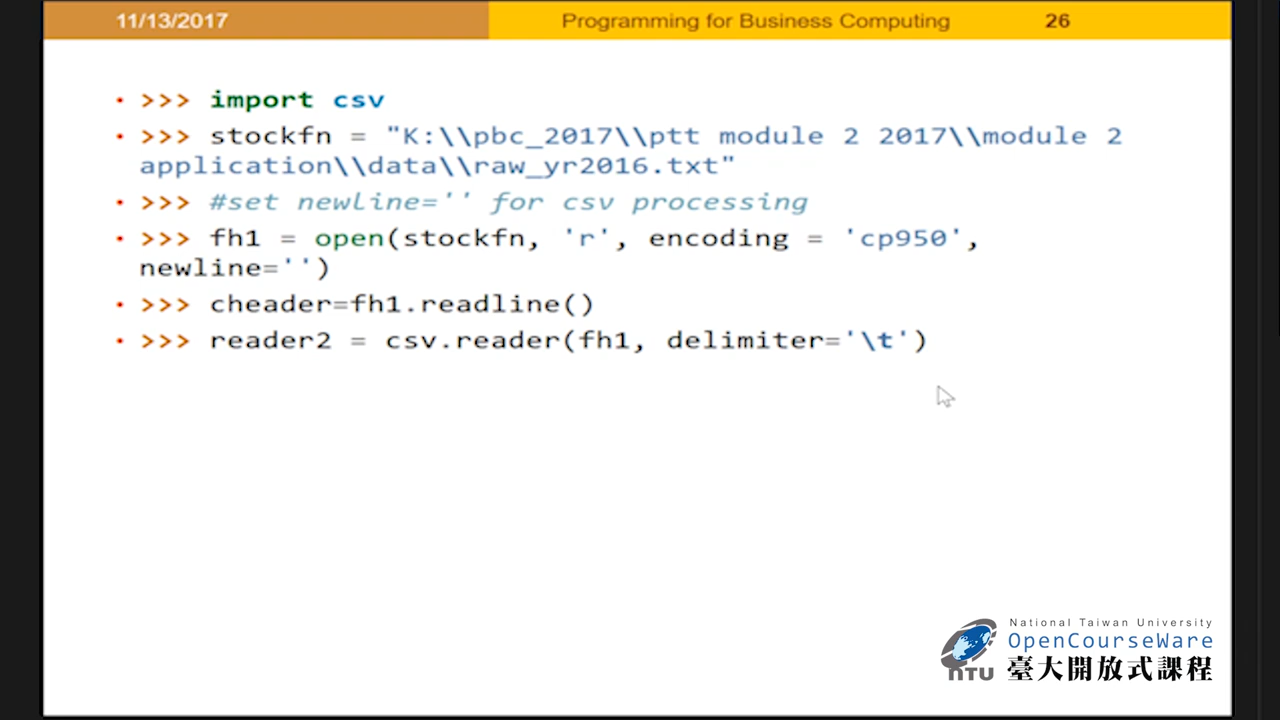 11/13/2017 Programming for Business Computing 26
• >>> import csv
• >>> stockfn = "K:\\pbc_2017\\ptt module 2 2017\\module 2
application\\data\\raw_yr2016.txt"
• >>> #set newline='' for csv processing
• >>> fh1 = open(stockfn, 'r', encoding = 'cp950',
newline='')
• >>> cheader=fh1.readline()
• >>> reader2 = csv.reader(fh1, delimiter='\t')
National Taiwan University
OpenCourseWare
NTU 臺大開放式課程